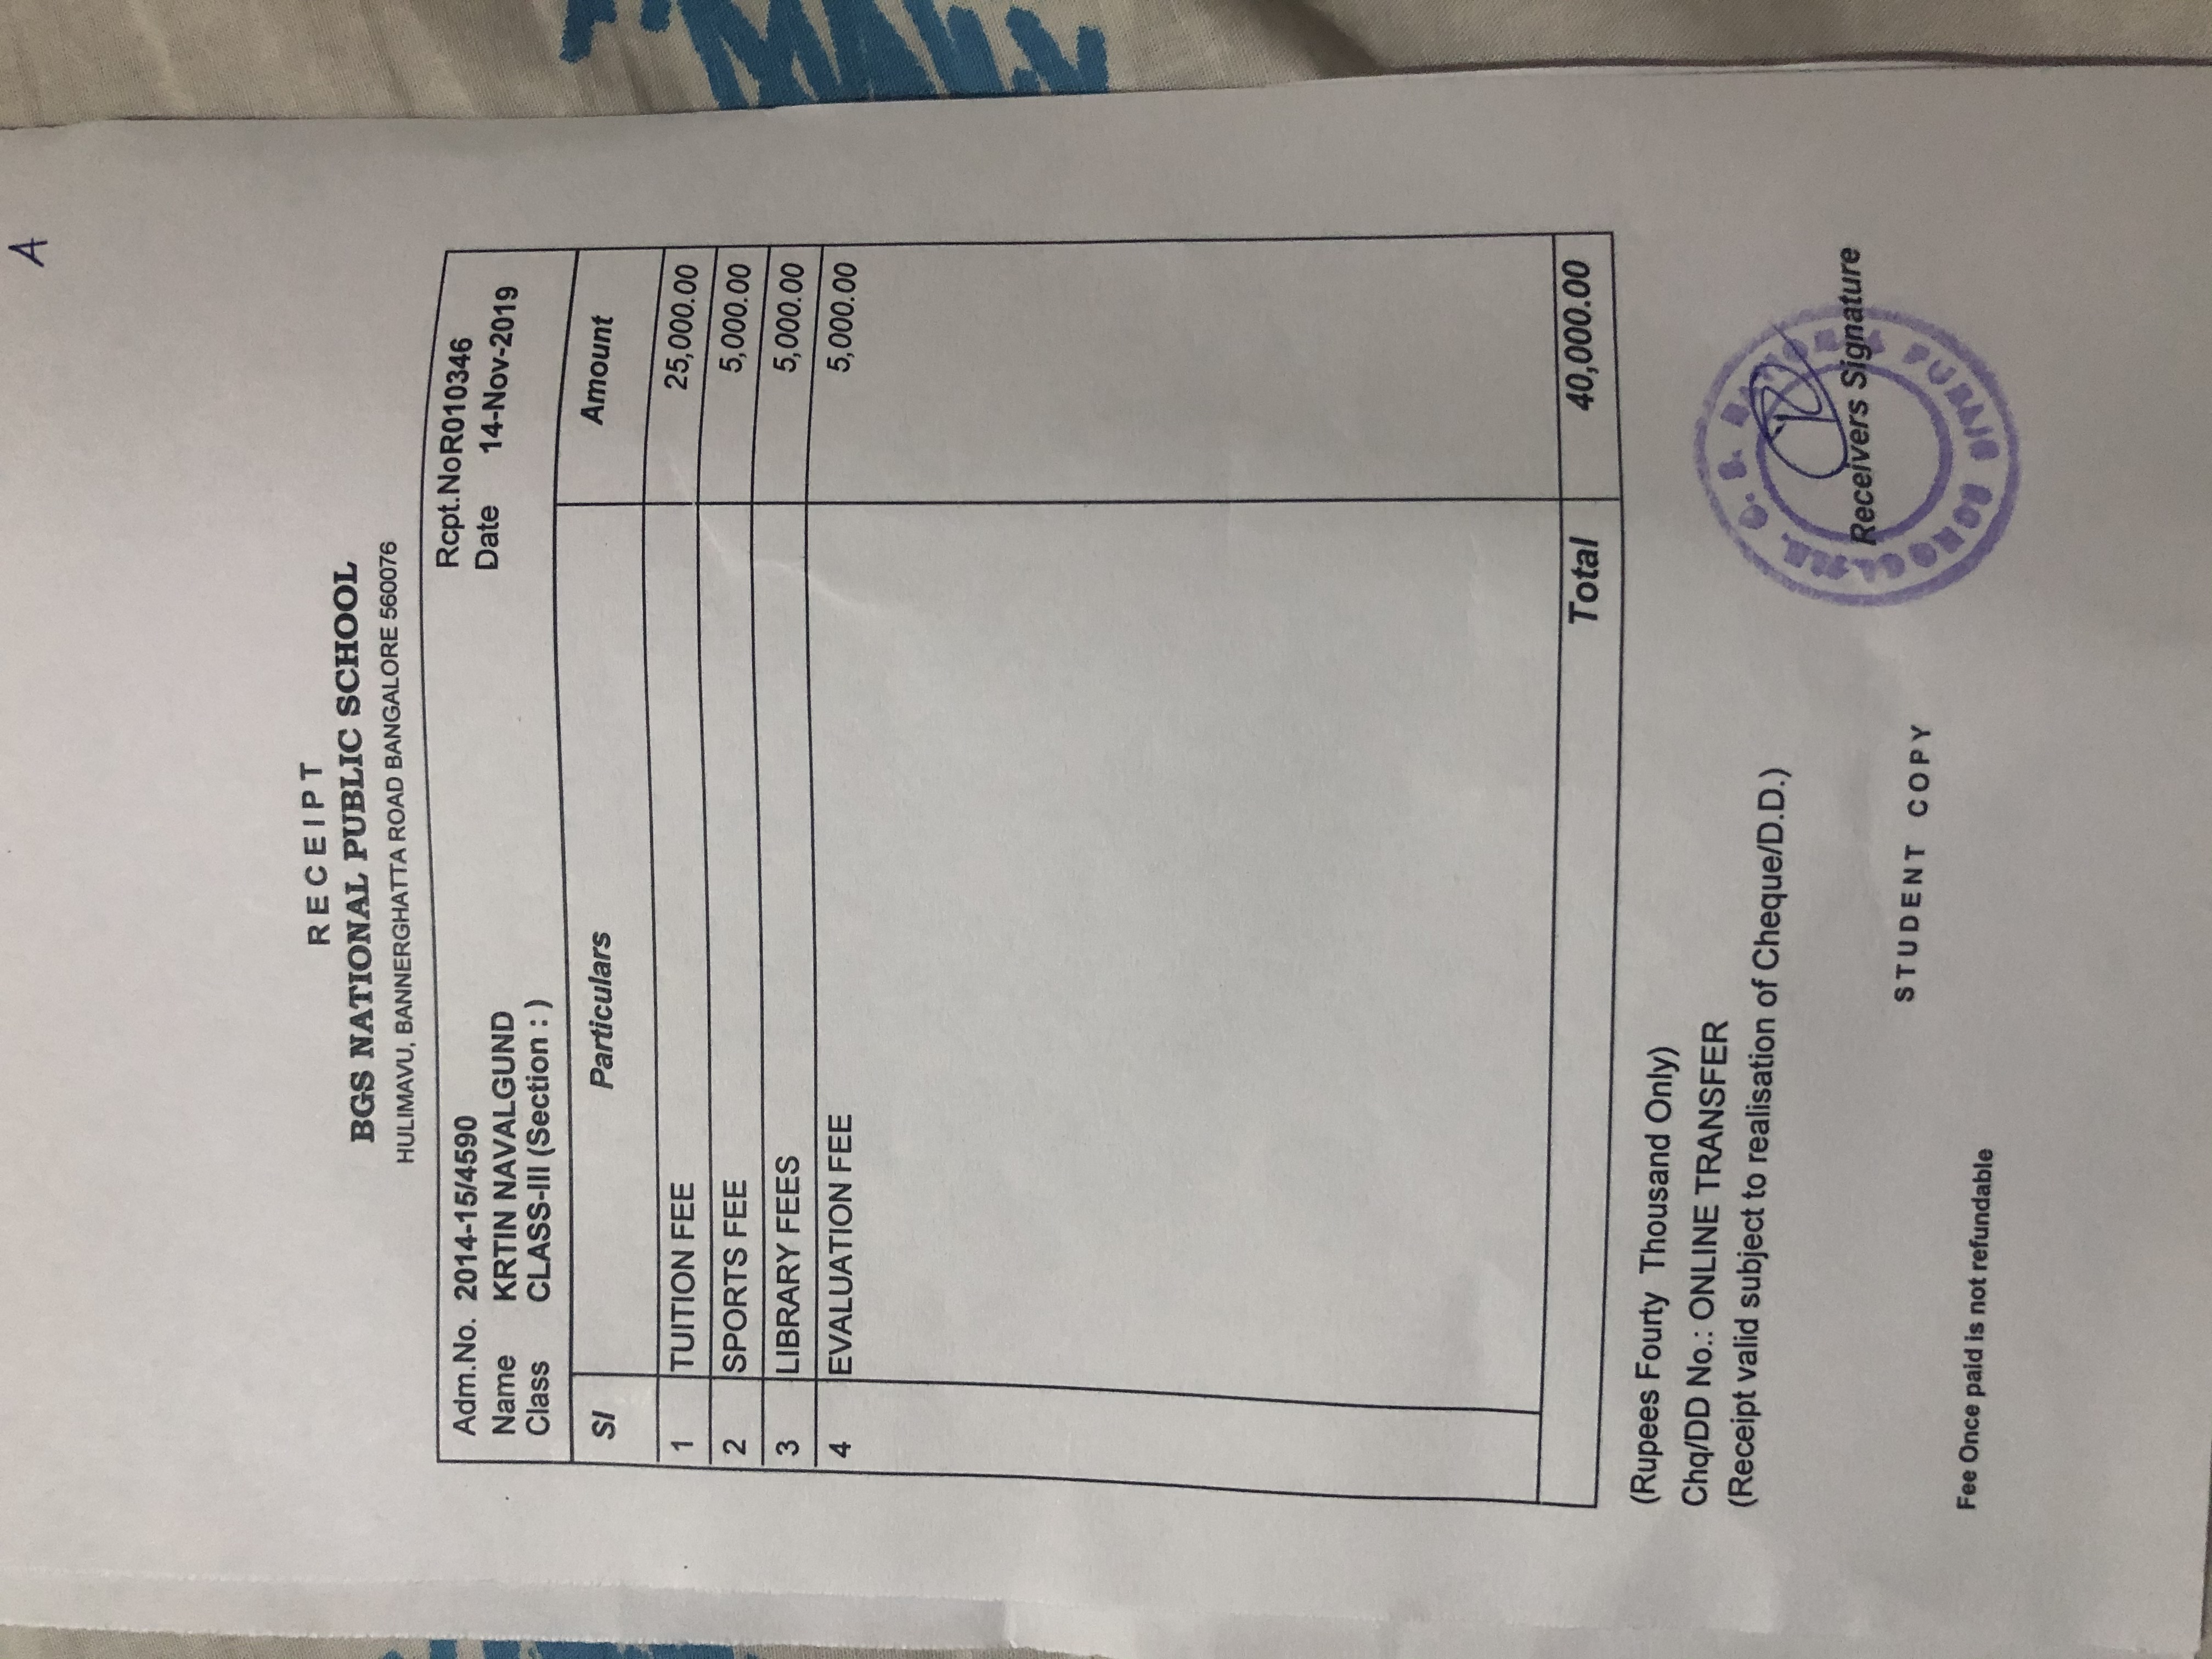 A
RECEIPT
BGS NATIONAL PUBLIC SCHOOL
HULIMAVU, BANNERGHATTA ROAD BANGALORE 560076
Adm.No. 2014-15/4590 Rcpt.NoR010346
Name KRTIN NAVALGUND Date 14-Nov-2019
Class CLASS-III (Section : )
Sl Particulars Amount
1 TUITION FEE 25,000.00
2 SPORTS FEE 5,000.00
3 LIBRARY FEES 5,000.00
4 EVALUATION FEE 5,000.00
Total 40,000.00
(Rupees Fourty Thousand Only)
Chq/DD No.: ONLINE TRANSFER
(Receipt valid subject to realisation of Cheque/D.D.)
Receivers Signature
STUDENT COPY
Fee Once paid is not refundable